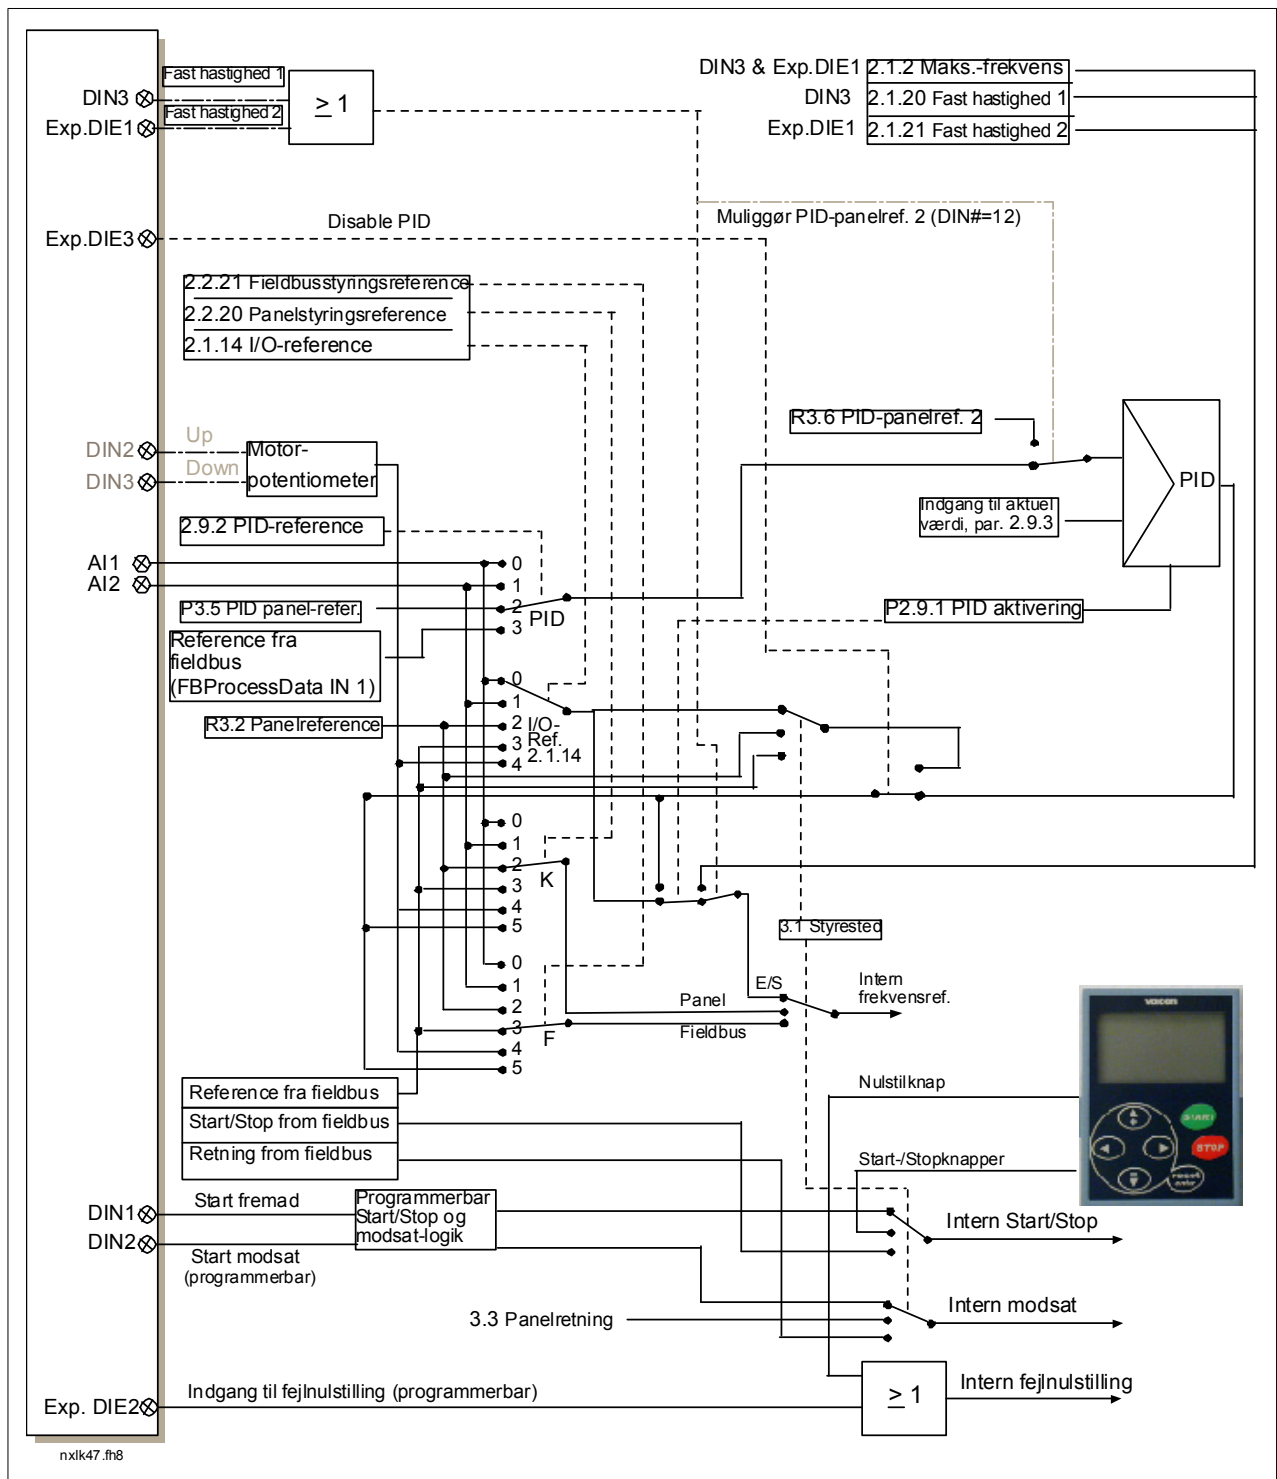 Fast hastighed 1
DIN3
Fast hastighed 2
Exp.DIE1
≥ 1
DIN3 & Exp.DIE1
2.1.2 Maks.-frekvens
DIN3
2.1.20 Fast hastighed 1
Exp.DIE1
2.1.21 Fast hastighed 2
Exp.DIE3
Disable PID
Muliggør PID-panelref. 2 (DIN#=12)
2.2.21 Fieldbusstyringsreference
2.2.20 Panelstyringsreference
2.1.14 I/O-reference
R3.6 PID-panelref. 2
DIN2
Up
DIN3
Down
Motor-
potentiometer
PID
Indgang til aktuel
værdi, par. 2.9.3
2.9.2 PID-reference
AI1
AI2
0
1
2
3
PID
P3.5 PID panel-refer.
P2.9.1 PID aktivering
Reference fra
fieldbus
(FBProcessData IN 1)
R3.2 Panelreference
0
1
2
3
4
I/O-
Ref.
2.1.14
0
1
2
3
4
5
K
3.1 Styrested
0
1
2
3
4
5
F
E/S
Panel
Fieldbus
Intern
frekvensref.
vacon
START
STOP
reset
enter
Reference fra fieldbus
Start/Stop from fieldbus
Retning from fieldbus
Nulstilknap
Start-/Stopknapper
DIN1
Start fremad
DIN2
Start modsat
(programmerbar)
Programmerbar
Start/Stop og
modsat-logik
Intern Start/Stop
3.3 Panelretning
Intern modsat
Exp. DIE2
Indgang til fejlnulstilling (programmerbar)
≥ 1
Intern fejlnulstilling
nxlk47.fh8